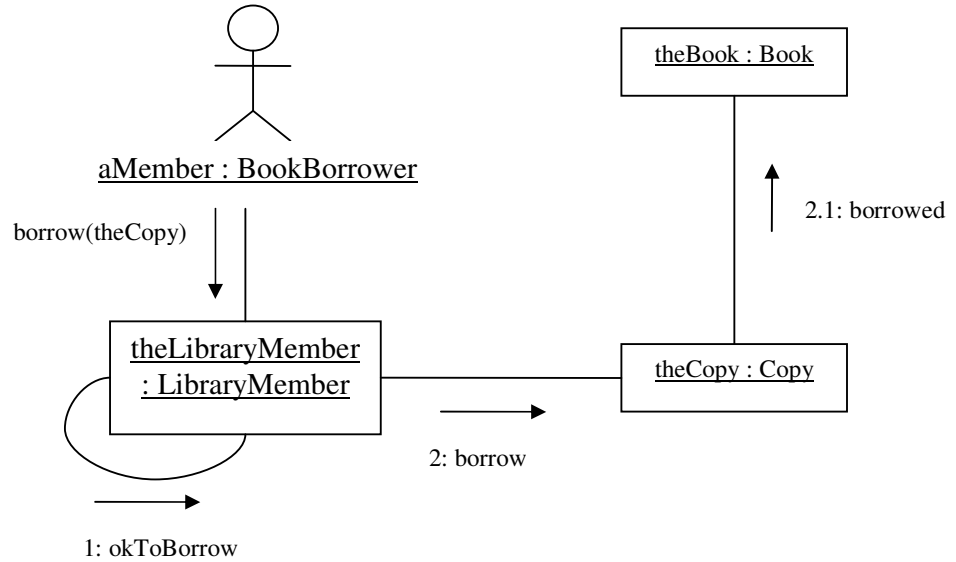 theBook : Book
aMember : BookBorrower
borrow(theCopy)
2.1: borrowed
theLibraryMember
: LibraryMember
theCopy : Copy
2: borrow
1: okToBorrow